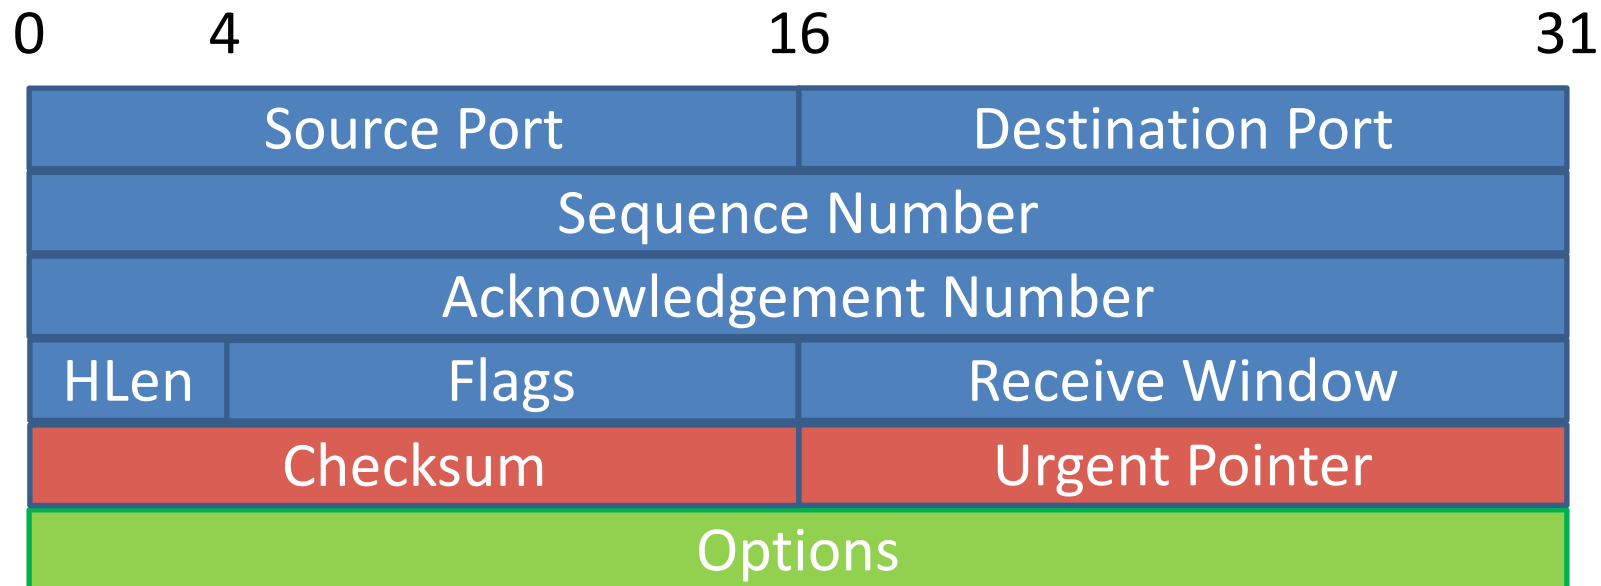 0 4 16 31
Source Port Destination Port
Sequence Number
Acknowledgement Number
HLen Flags Receive Window
Checksum Urgent Pointer
Options